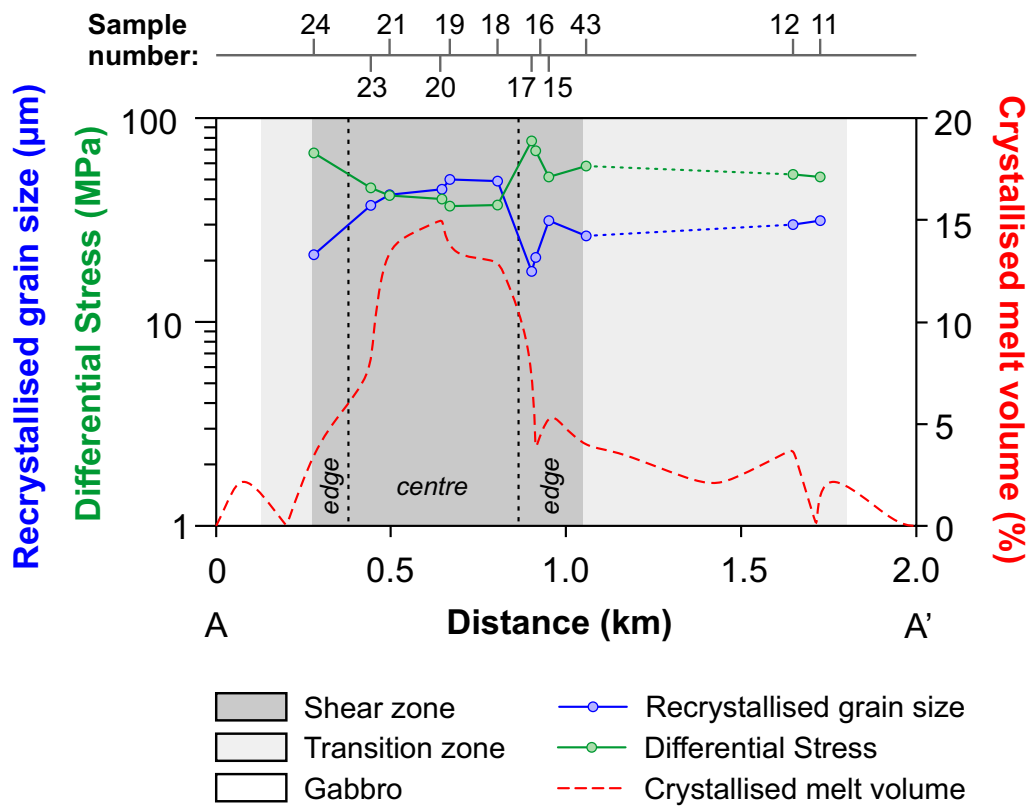 Sample number:
24 21 19 18 16 43 12 11
23 20 17 15
Recrystallised grain size (µm)
Differential Stress (MPa)
100
10
1
edge
centre
edge
20
15
10
5
0
Crystallised melt volume (%)
0 0.5 1.0 1.5 2.0
A Distance (km) A’
Shear zone
Transition zone
Gabbro
Recrystallised grain size
Differential Stress
Crystallised melt volume